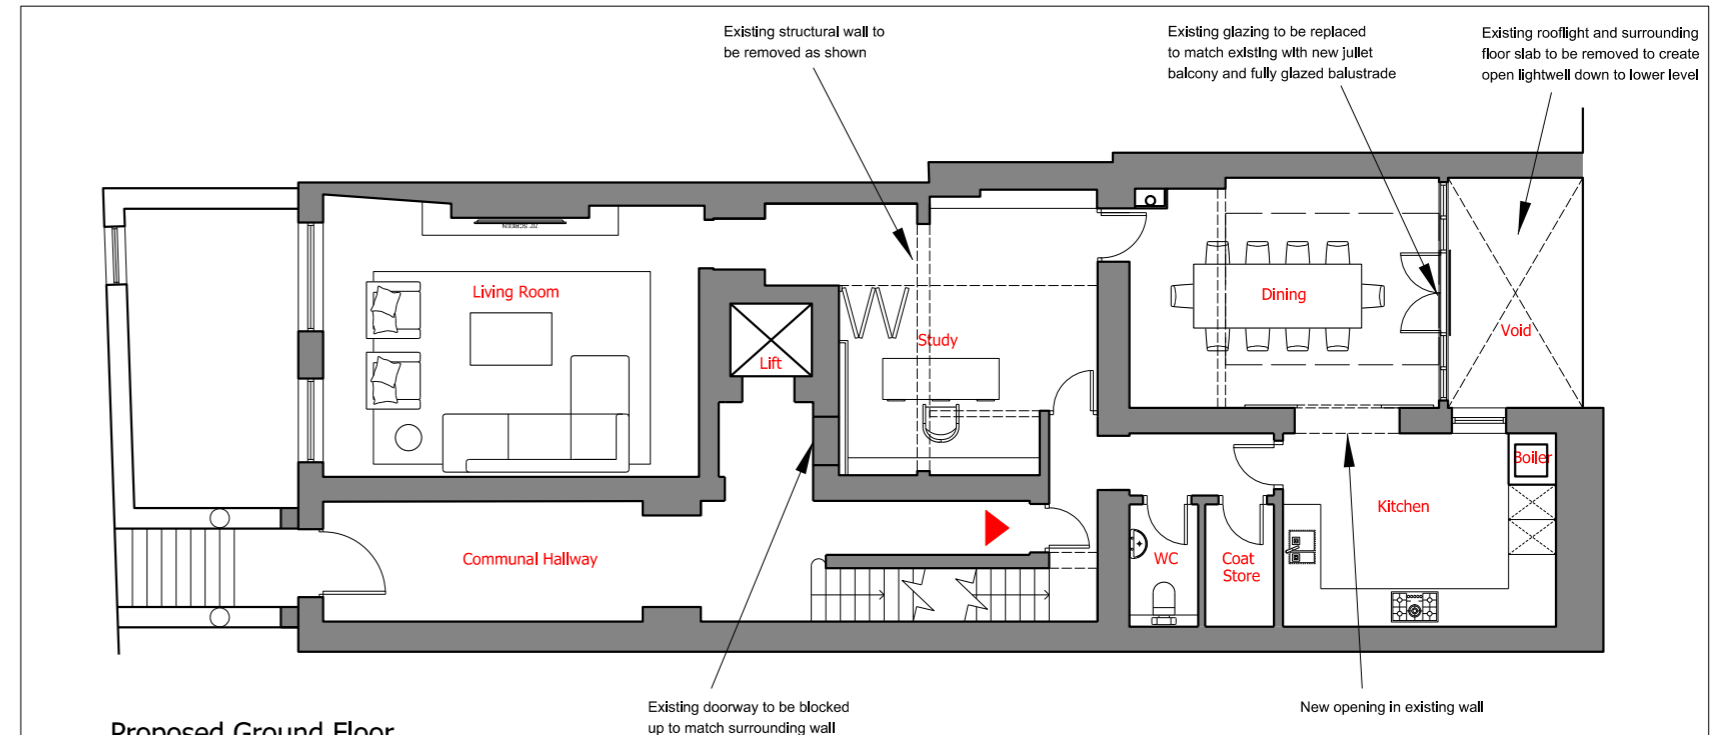 Existing structural wall to
be removed as shown
Existing glazing to be replaced
to match existing with new juliet
balcony and fully glazed balustrade
Existing rooflight and surrounding
floor slab to be removed to create
open lightwell down to lower level
70" SCREEN
Living Room
Dining
Lift
Study
Void
Boiler
Kitchen
Communal Hallway
WC
Coat
Store
Existing doorway to be blocked
up to match surrounding wall
New opening in existing wall
Proposed Ground Floor